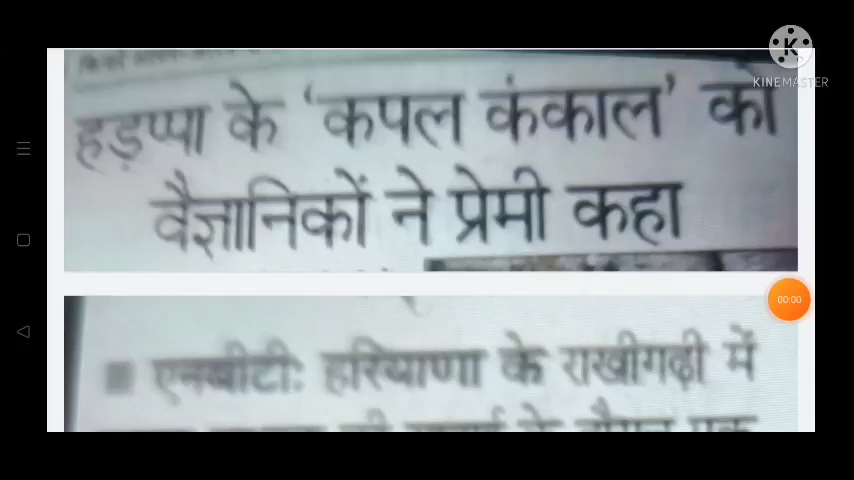 KINEMASTER
हड़प्पा के ‘कपल कंकाल’ को
वैज्ञानिकों ने प्रेमी कहा
00:00
■ एनबीटी: हरियाणा के राखीगढ़ी में